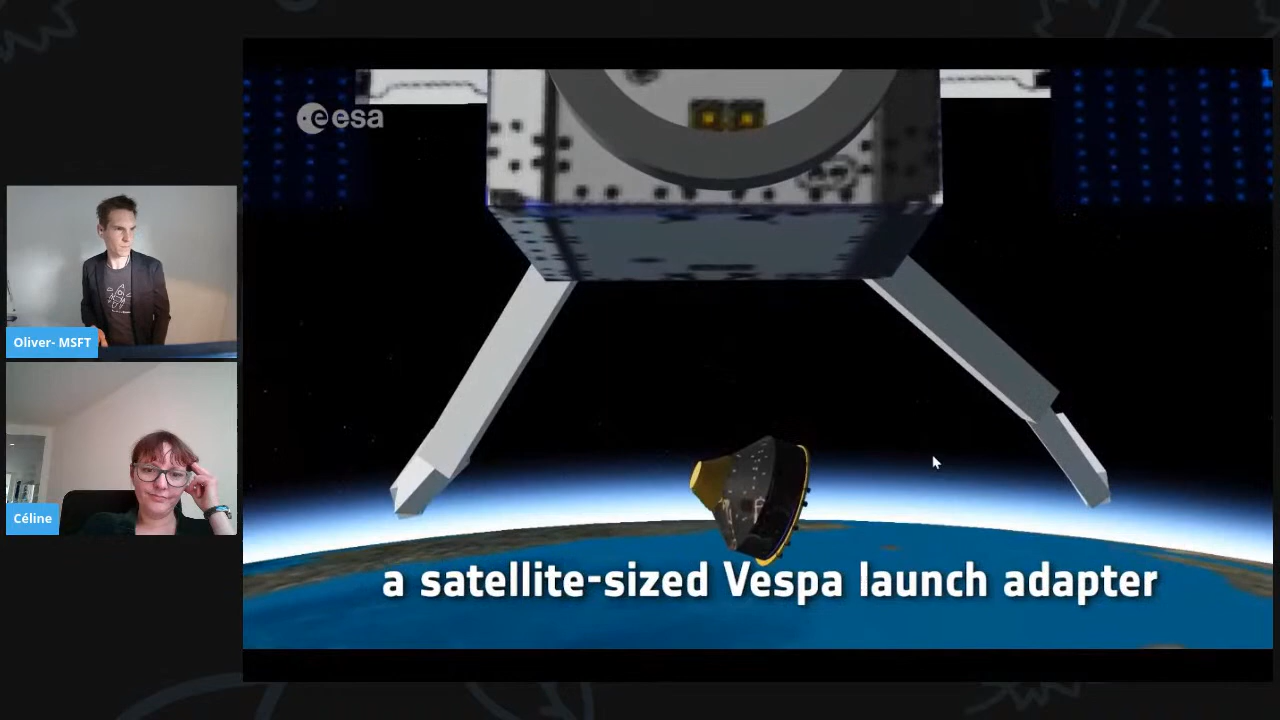 esa
Oliver- MSFT
Céline
a satellite-sized Vespa launch adapter